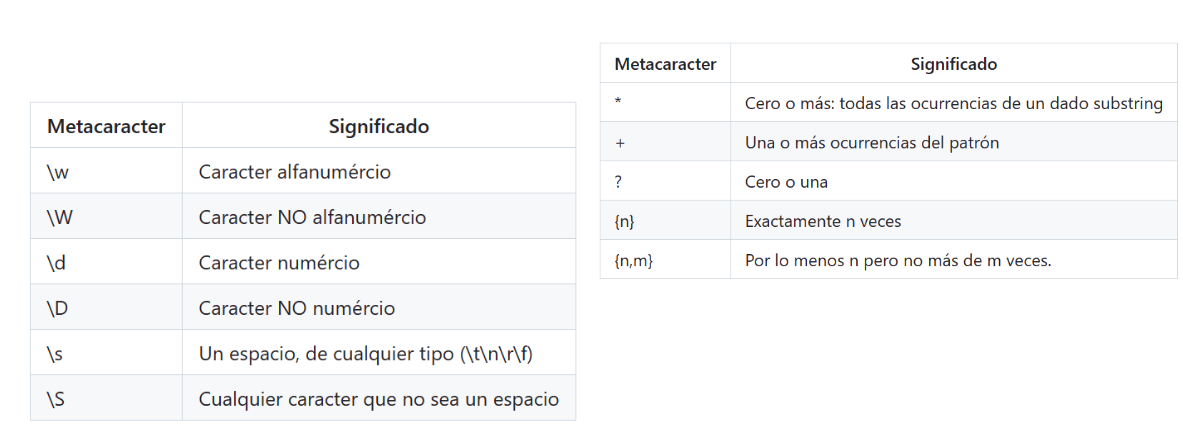 Metacaracter Significado
\w Caracter alfanumércio
\W Caracter NO alfanumércio
\d Caracter numércio
\D Caracter NO numércio
\s Un espacio, de cualquier tipo (\t\n\r\f)
\S Cualquier caracter que no sea un espacio
Metacaracter Significado
* Cero o más: todas las ocurrencias de un dado substring
+ Una o más ocurrencias del patrón
? Cero o una
{n} Exactamente n veces
{n,m} Por lo menos n pero no más de m veces.